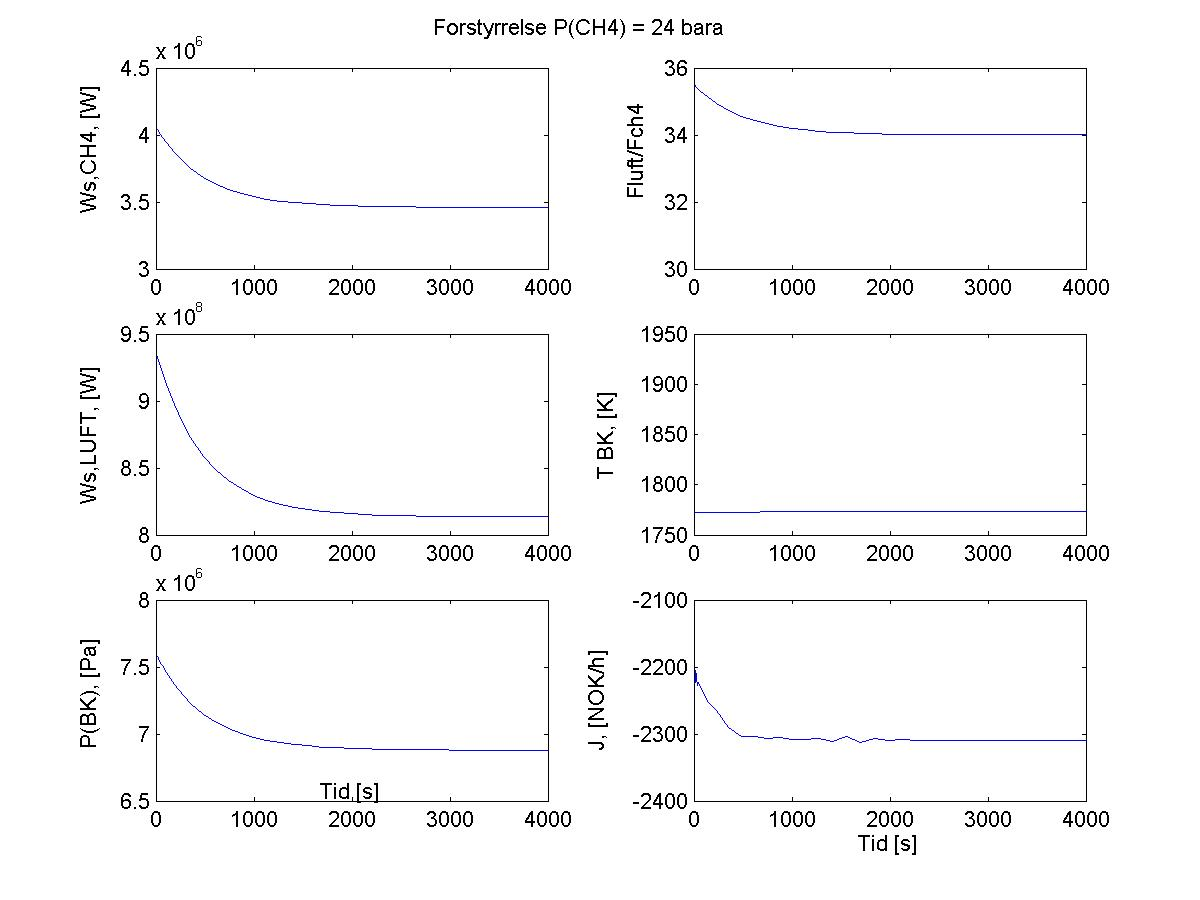 Forstyrrelse P(CH4) = 24 bara
x 10^6
4.5
4
3.5
3
Ws,CH4, [W]
0 1000 2000 3000 4000
36
34
32
30
Fluft/Fch4
0 1000 2000 3000 4000
x 10^8
9.5
9
8.5
8
Ws,LUFT, [W]
0 1000 2000 3000 4000
1950
1900
1850
1800
1750
T BK, [K]
0 1000 2000 3000 4000
x 10^6
8
7.5
7
6.5
P(BK), [Pa]
Tid,[s]
0 1000 2000 3000 4000
-2100
-2200
-2300
-2400
J, [NOK/h]
0 1000 2000 3000 4000
Tid [s]